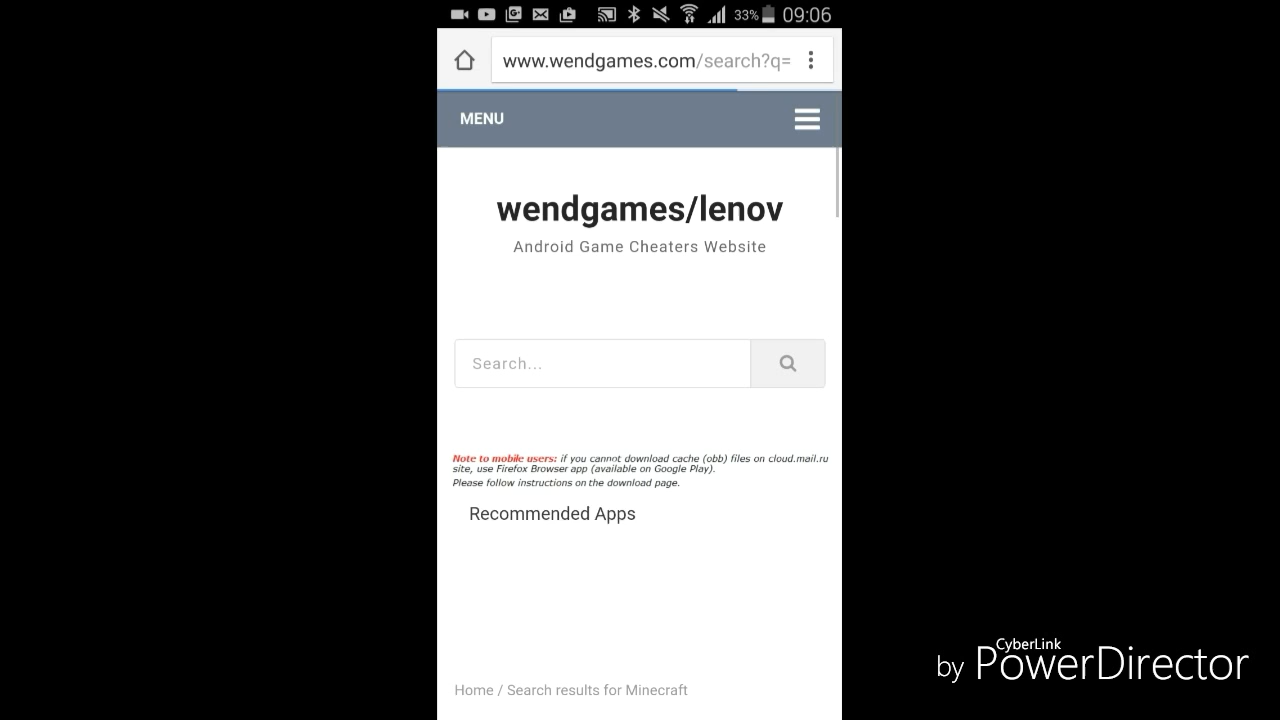 33% 09:06
www.wendgames.com/search?q=
MENU
wendgames/lenov
Android Game Cheaters Website
Search...
Note to mobile users: if you cannot download cache (obb) files on cloud.mail.ru
site, use Firefox Browser app (available on Google Play).
Please follow instructions on the download page.
Recommended Apps
Home / Search results for Minecraft
CyberLink
by PowerDirector